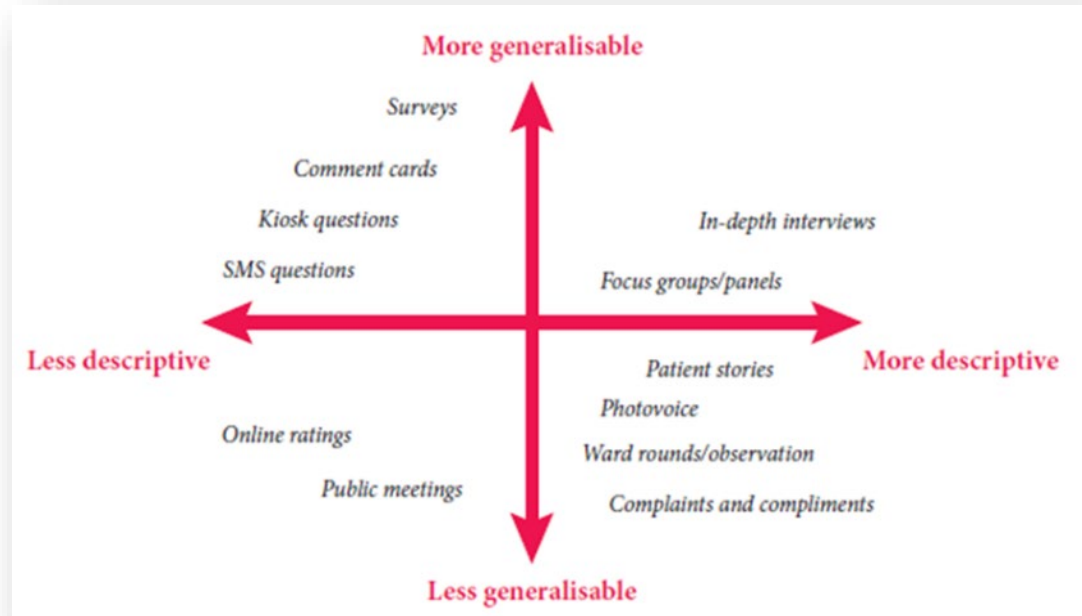 More generalisable
Surveys
Comment cards
Kiosk questions
In-depth interviews
SMS questions
Focus groups/panels
Less descriptive
More descriptive
Patient stories
Photovoice
Online ratings
Ward rounds/observation
Public meetings
Complaints and compliments
Less generalisable